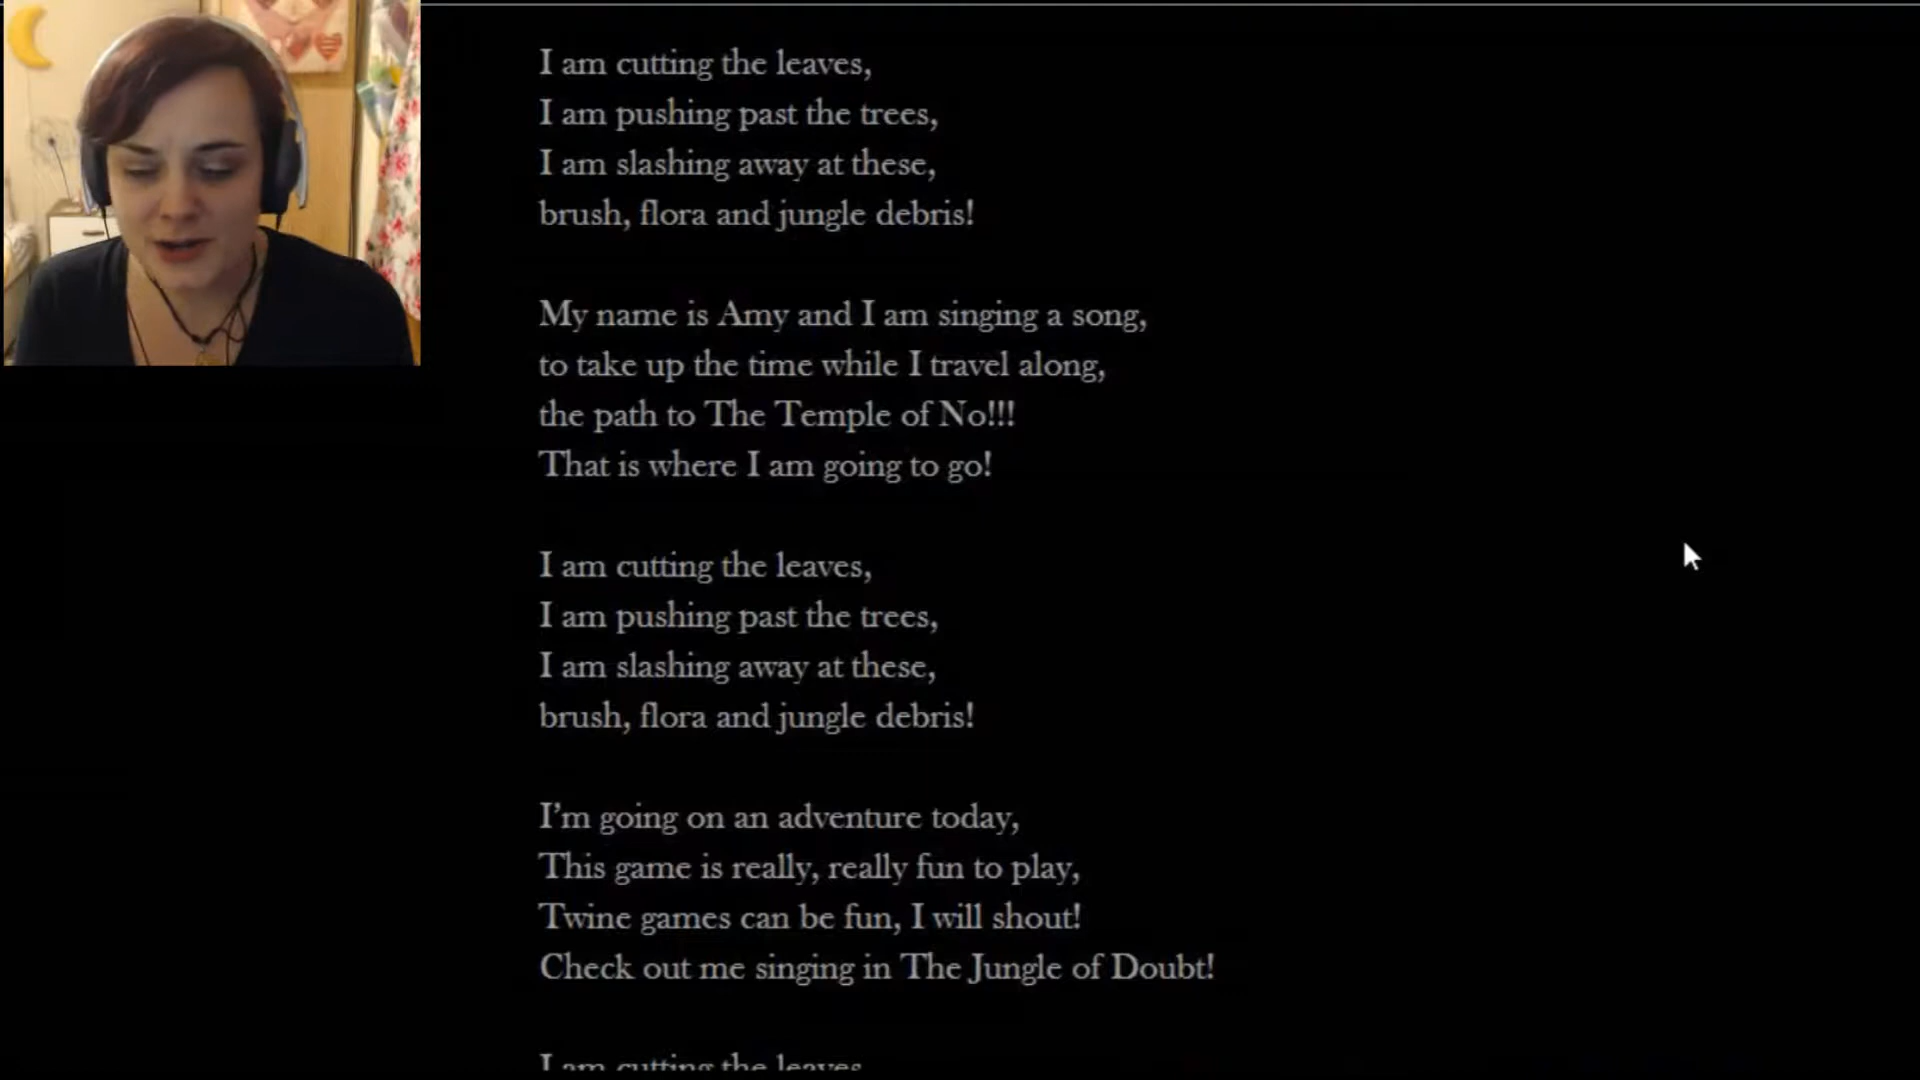 I am cutting the leaves,
I am pushing past the trees,
I am slashing away at these,
brush, flora and jungle debris!
My name is Amy and I am singing a song,
to take up the time while I travel along,
the path to The Temple of No!!!
That is where I am going to go!
I am cutting the leaves,
I am pushing past the trees,
I am slashing away at these,
brush, flora and jungle debris!
I’m going on an adventure today,
This game is really, really fun to play,
Twine games can be fun, I will shout!
Check out me singing in The Jungle of Doubt!
I am cutting the leaves